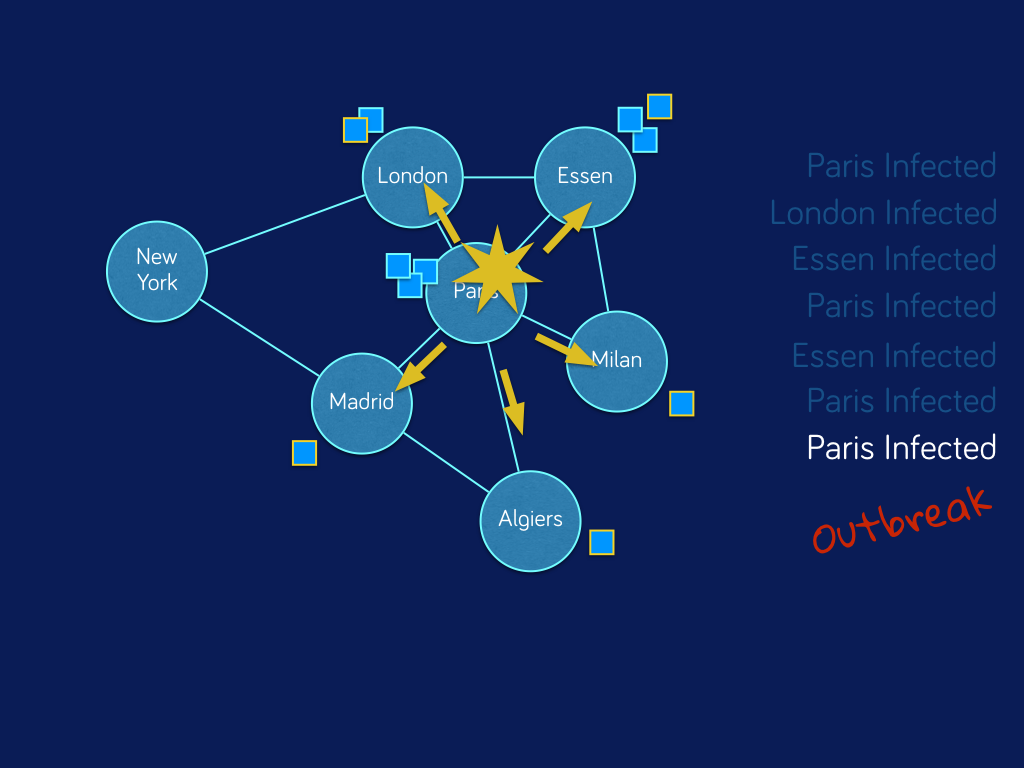 London
Essen
New
York
Paris
Milan
Madrid
Algiers
Paris Infected
London Infected
Essen Infected
Paris Infected
Essen Infected
Paris Infected
Paris Infected
outbreak